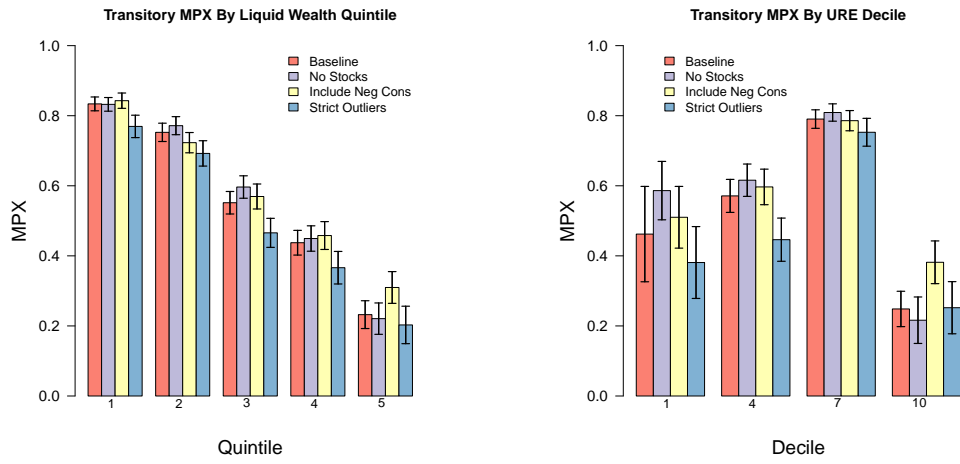 Transitory MPX By Liquid Wealth Quintile
1.0
0.8
0.6
0.4
0.2
0.0
MPX
Baseline
No Stocks
Include Neg Cons
Strict Outliers
1 2 3 4 5
Quintile
Transitory MPX By URE Decile
1.0
0.8
0.6
0.4
0.2
0.0
MPX
Baseline
No Stocks
Include Neg Cons
Strict Outliers
1 4 7 10
Decile